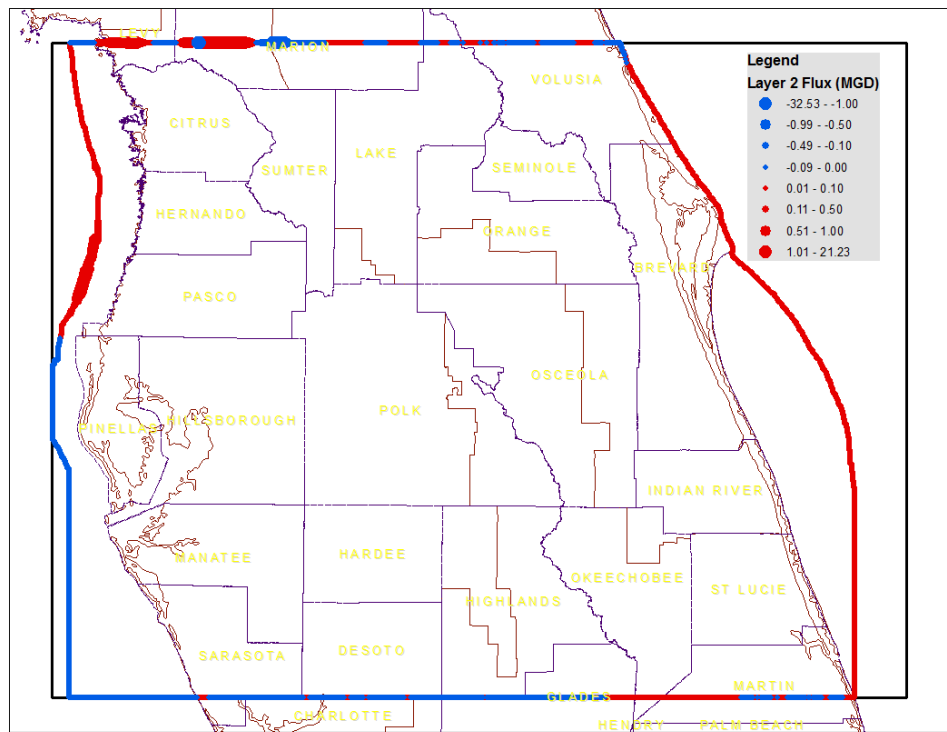 LEVY
MARION
VOLUSIA
Legend
Layer 2 Flux (MGD)
-32.53 - -1.00
-0.99 - -0.50
-0.49 - -0.10
-0.09 - 0.00
0.01 - 0.10
0.11 - 0.50
0.51 - 1.00
1.01 - 21.23
CITRUS
LAKE
SUMTER
SEMINOLE
HERNANDO
ORANGE
BREVARD
PASCO
OSCEOLA
POLK
PINELLAS
HILLSBOROUGH
INDIAN RIVER
MANATEE
HARDEE
OKEECHOBEE
ST LUCIE
HIGHLANDS
SARASOTA
DESOTO
MARTIN
GLADES
CHARLOTTE
HENDRY
PALM BEACH